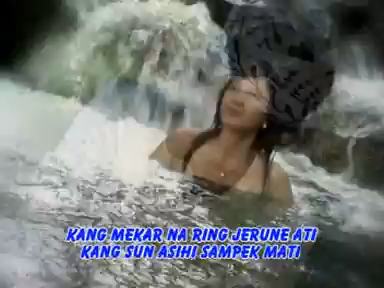 KANG MEKAR NA RING JERUNE ATI
KANG SUN ASIHI SAMPEK MATI